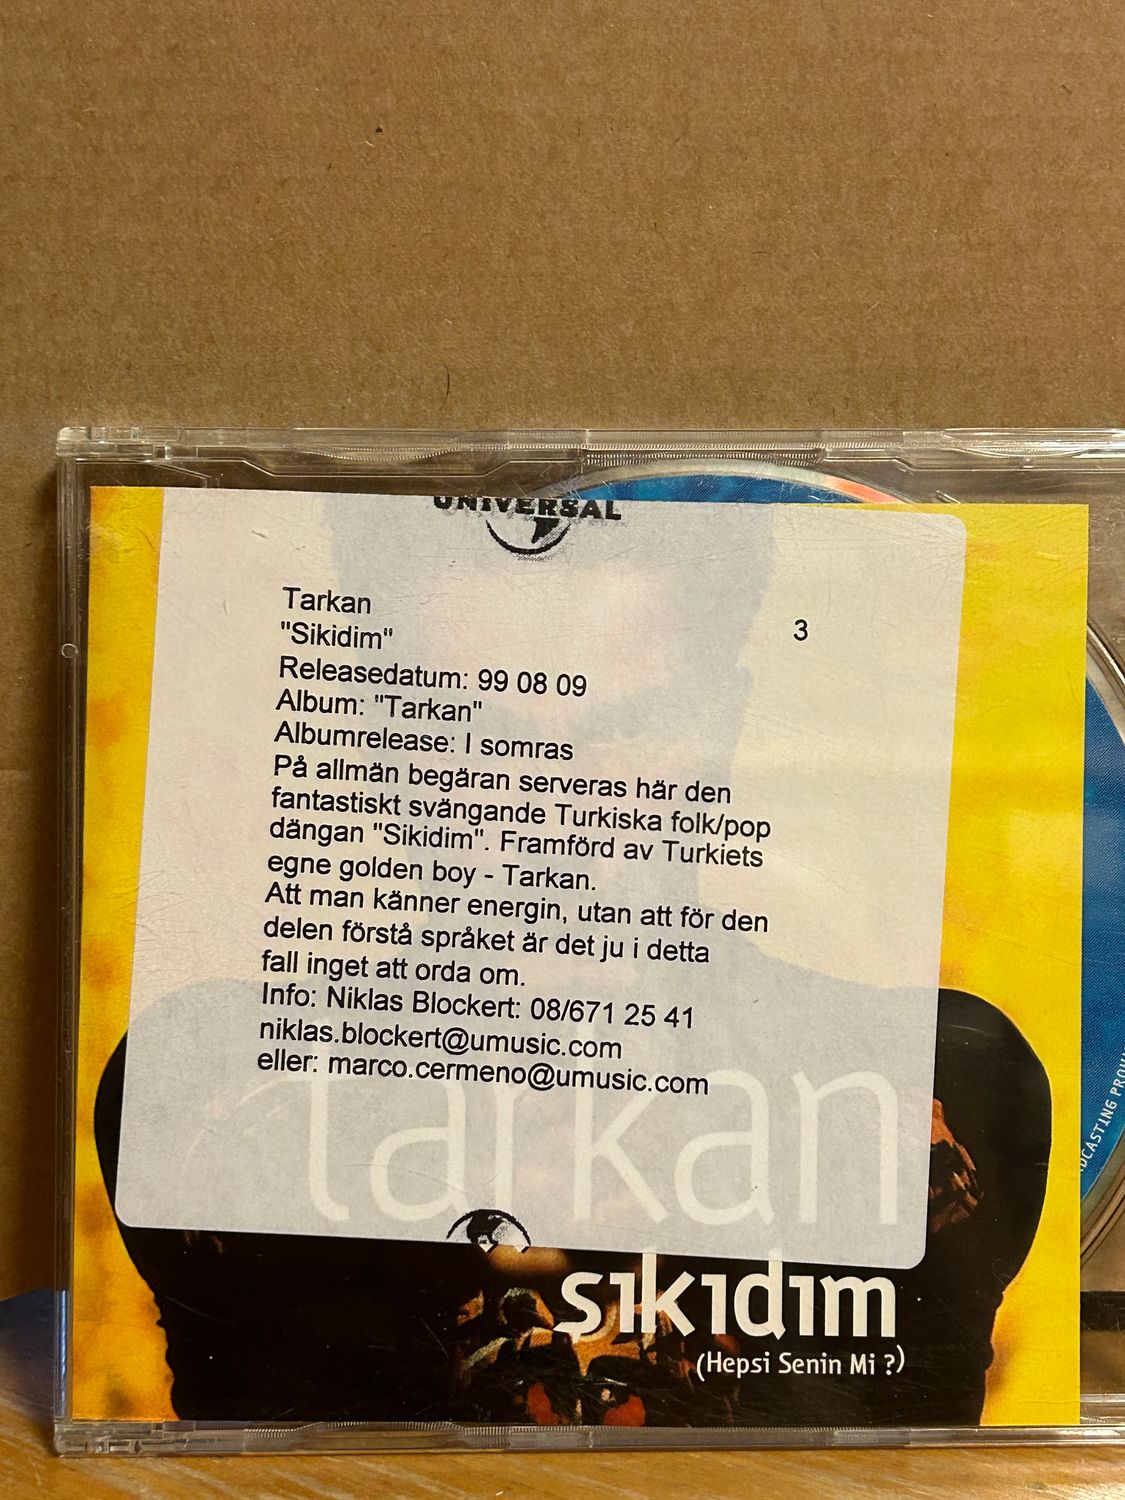 UNIVERSAL
Tarkan
3
"Sikidim"
Releasedatum: 99 08 09
Album: "Tarkan"
Albumrelease: I somras
På allmän begäran serveras här den
fantastiskt svängande Turkiska folk/pop
dängan "Sikidim". Framförd av Turkiets
egne golden boy - Tarkan.
Att man känner energin, utan att för den
delen förstå språket är det ju i detta
fall inget att orda om.
Info: Niklas Blockert: 08/671 25 41
niklas.blockert@umusic.com
eller: marco.cermeno@umusic.com
tarkan
şıkıdım
(Hepsi Senin Mi ?)